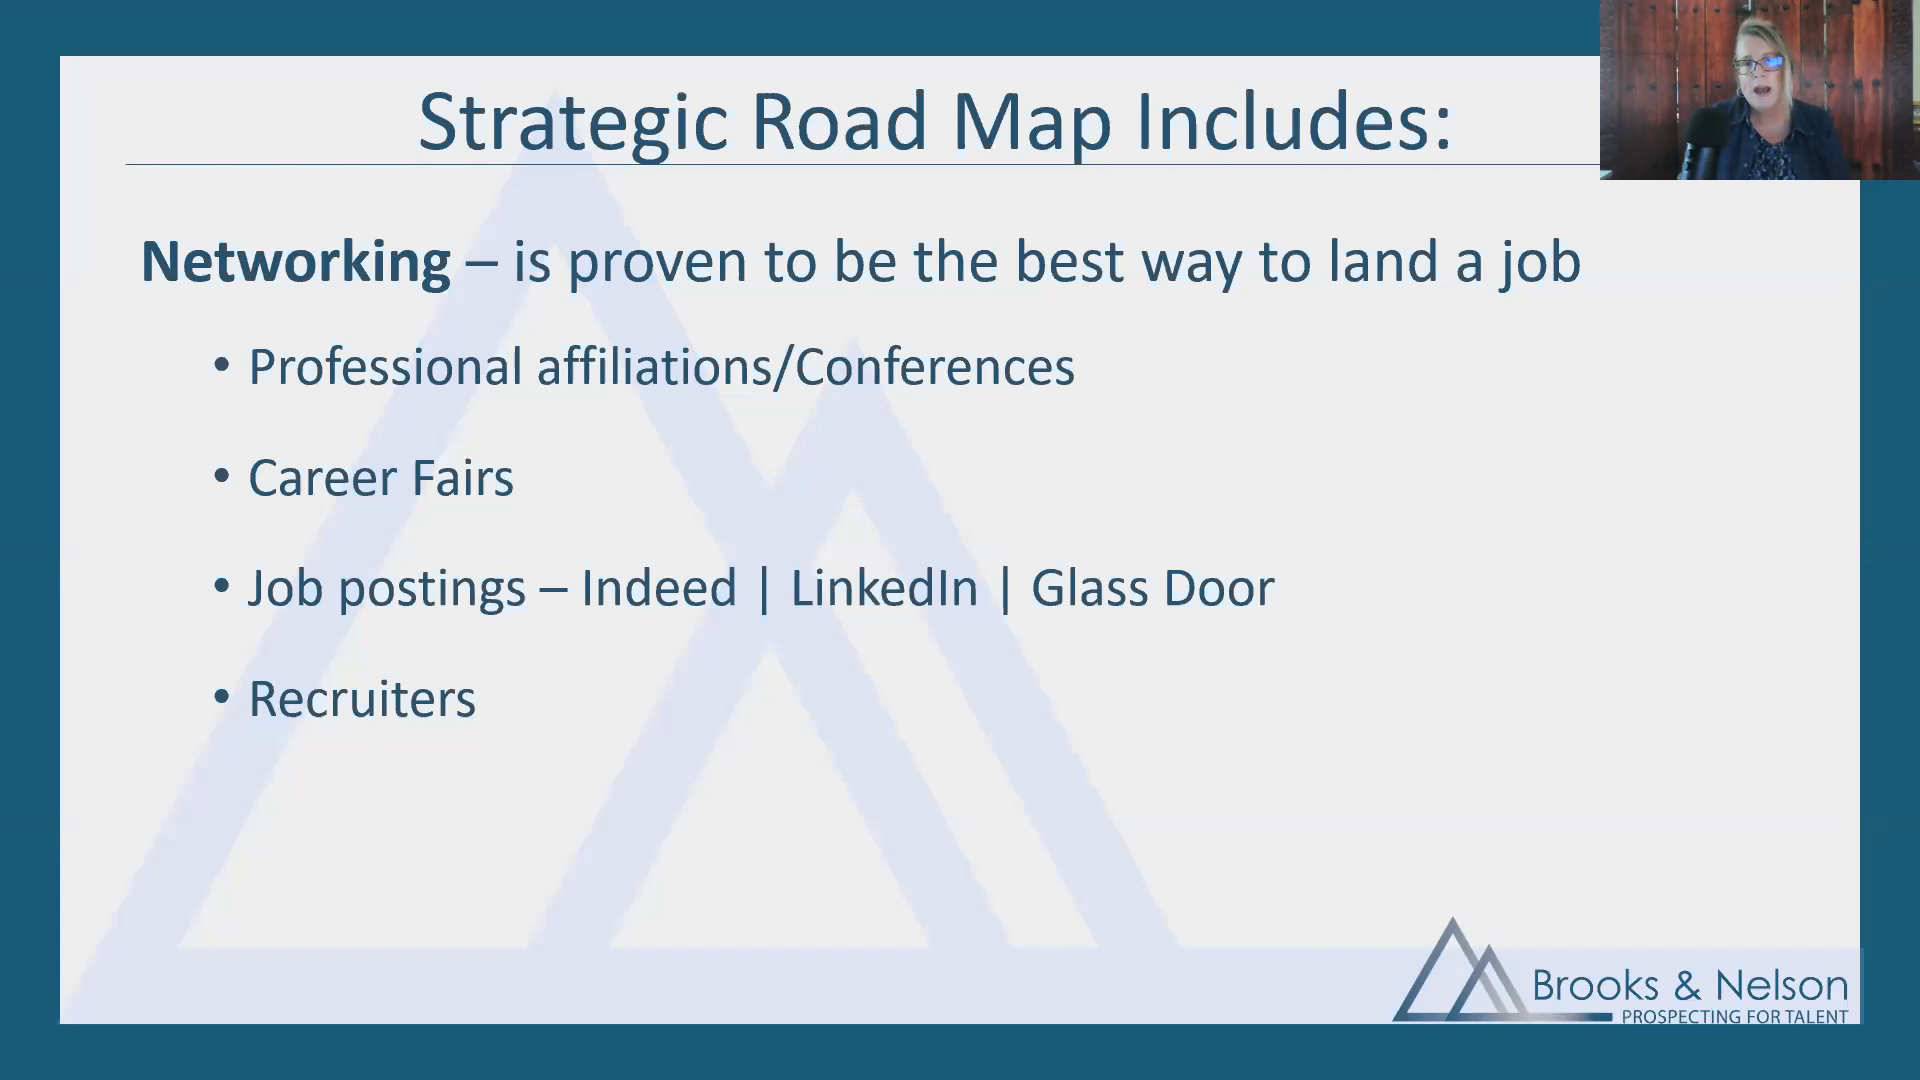 Strategic Road Map Includes:
Networking – is proven to be the best way to land a job
• Professional affiliations/Conferences
• Career Fairs
• Job postings – Indeed | LinkedIn | Glass Door
• Recruiters
Brooks & Nelson
PROSPECTING FOR TALENT